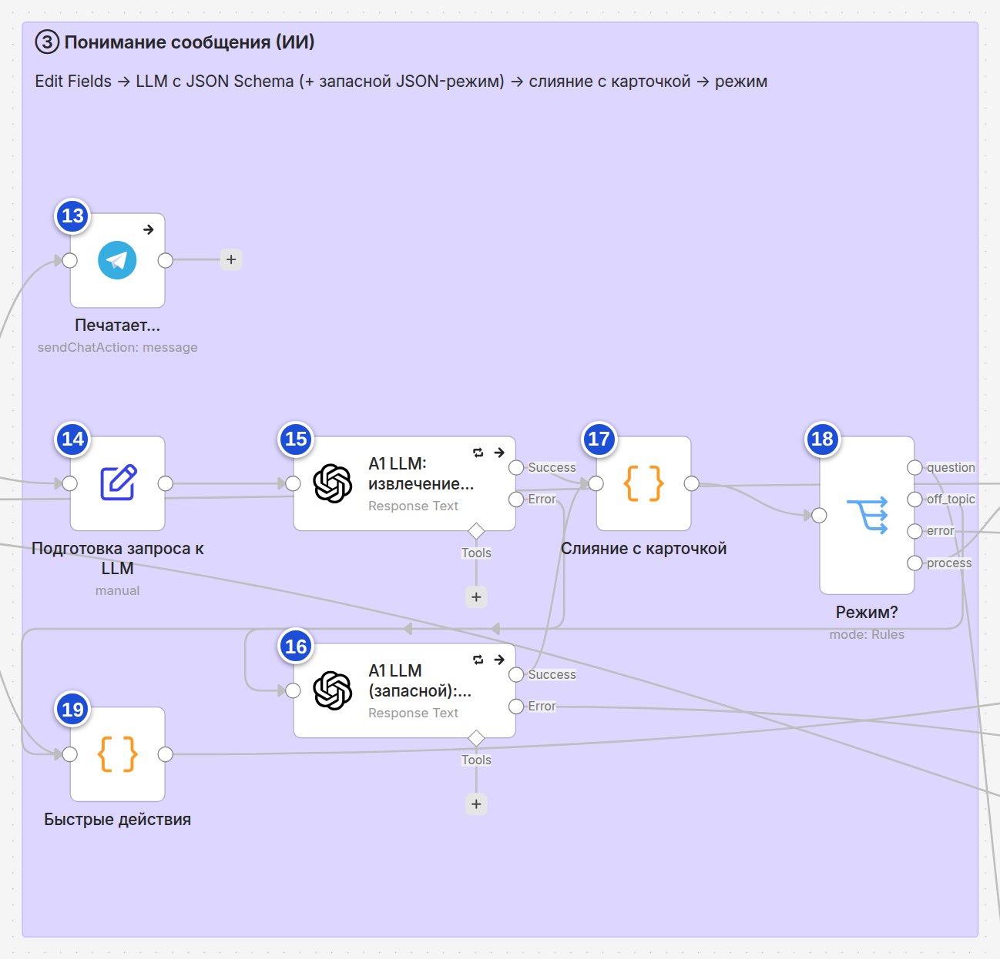 ③ Понимание сообщения (ИИ)
Edit Fields → LLM с JSON Schema (+ запасной JSON-режим) → слияние с карточкой → режим
13
Печатает...
sendChatAction: message
14
Подготовка запроса к
LLM
manual
15
A1 LLM:
извлечение...
Response Text
Success
Error
Tools
17
Слияние с карточкой
18
question
off_topic
error
process
Режим?
mode: Rules
16
A1 LLM
(запасной):...
Response Text
Success
Error
Tools
19
Быстрые действия